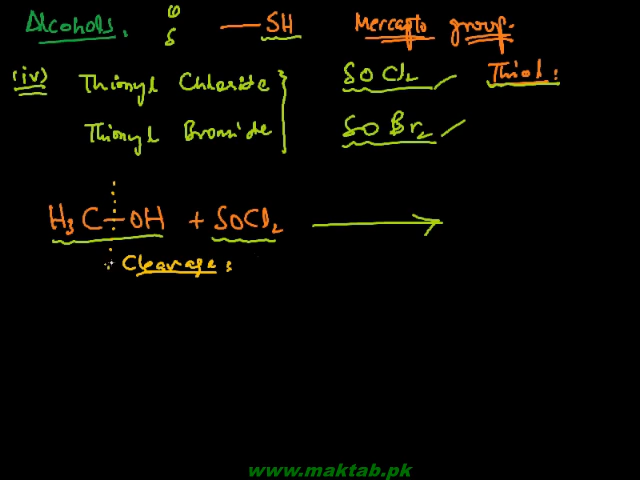 Alcohols. —SH Mercapto group.
(iv) Thionyl Chloride SOCl2 Thiol:
Thionyl Bromide SOBr2
H3C—OH + SOCl2 →
Cleavage:
www.maktab.pk